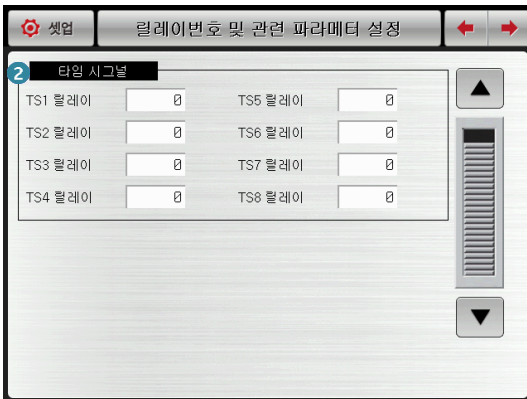 셋업 릴레이번호 및 관련 파라메터 설정
2 타임 시그널
TS1 릴레이 0 TS5 릴레이 0
TS2 릴레이 0 TS6 릴레이 0
TS3 릴레이 0 TS7 릴레이 0
TS4 릴레이 0 TS8 릴레이 0